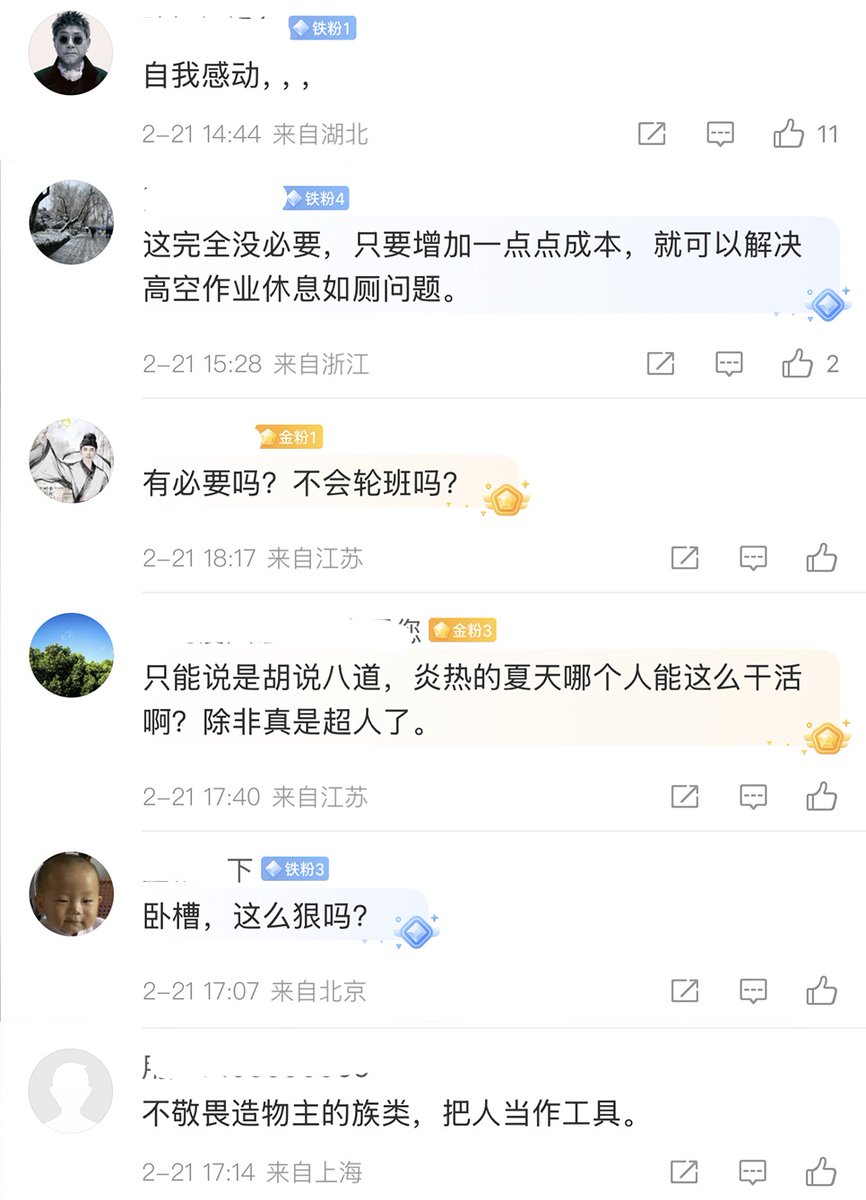 铁粉1
自我感动，，，
2-21 14:44 来自湖北
11
铁粉4
这完全没必要，只要增加一点点成本，就可以解决
高空作业休息如厕问题。
2-21 15:28 来自浙江
2
金粉1
有必要吗？不会轮班吗？
2-21 18:17 来自江苏
您 金粉3
只能说是胡说八道，炎热的夏天哪个人能这么干活
啊？除非真是超人了。
2-21 17:40 来自江苏
下 铁粉3
卧槽，这么狠吗？
2-21 17:07 来自北京
不敬畏造物主的族类，把人当作工具。
2-21 17:14 来自上海